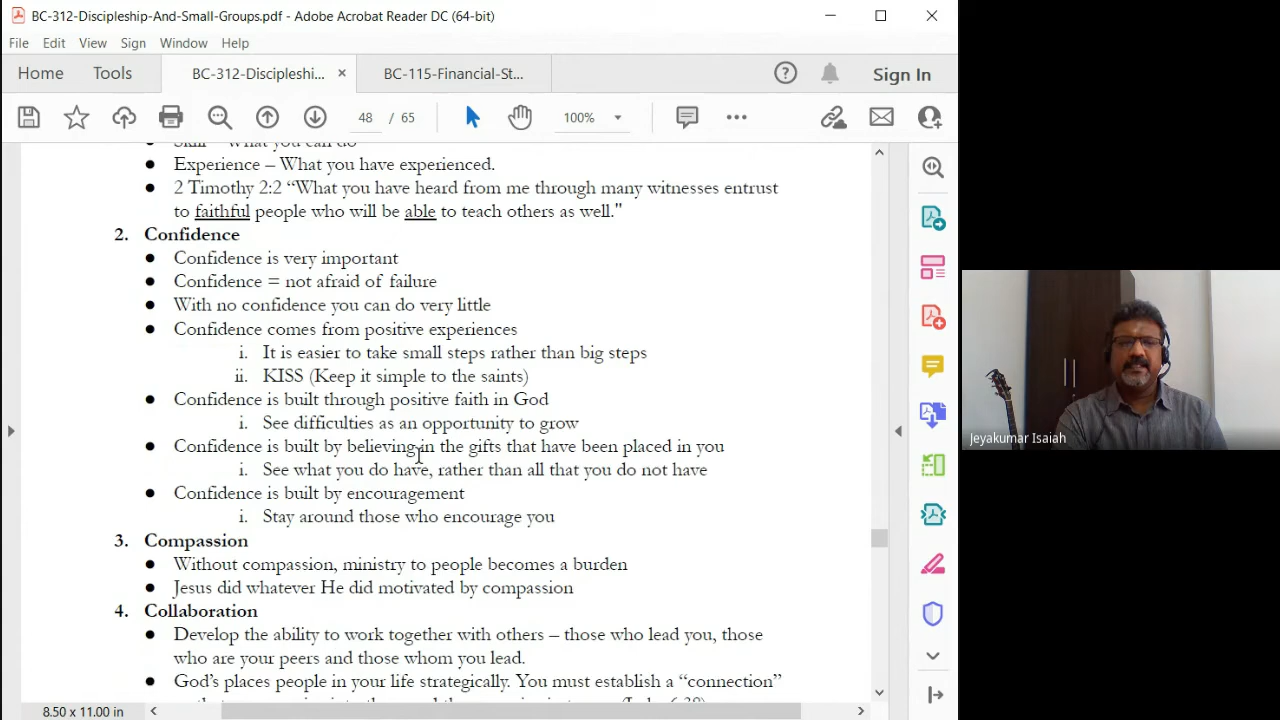 BC-312-Discipleship-And-Small-Groups.pdf - Adobe Acrobat Reader DC (64-bit)
File Edit View Sign Window Help
Home Tools BC-312-Discipleshi... × BC-115-Financial-St... Sign In
48 / 65 100%
Skill – What you can do
• Experience – What you have experienced.
• 2 Timothy 2:2 “What you have heard from me through many witnesses entrust
to faithful people who will be able to teach others as well."
2. Confidence
• Confidence is very important
• Confidence = not afraid of failure
• With no confidence you can do very little
• Confidence comes from positive experiences
i. It is easier to take small steps rather than big steps
ii. KISS (Keep it simple to the saints)
• Confidence is built through positive faith in God
i. See difficulties as an opportunity to grow
• Confidence is built by believing in the gifts that have been placed in you
i. See what you do have, rather than all that you do not have
• Confidence is built by encouragement
i. Stay around those who encourage you
3. Compassion
• Without compassion, ministry to people becomes a burden
• Jesus did whatever He did motivated by compassion
4. Collaboration
• Develop the ability to work together with others – those who lead you, those
who are your peers and those whom you lead.
• God’s places people in your life strategically. You must establish a “connection”
8.50 x 11.00 in
Jeyakumar Isaiah